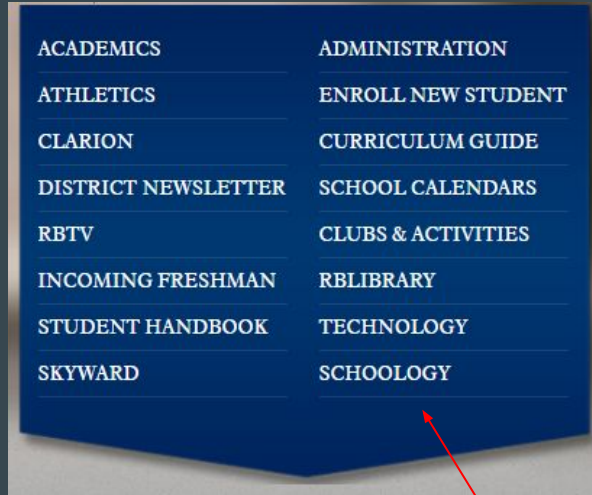 ACADEMICS
ADMINISTRATION
ATHLETICS
ENROLL NEW STUDENT
CLARION
CURRICULUM GUIDE
DISTRICT NEWSLETTER
SCHOOL CALENDARS
RBTV
CLUBS & ACTIVITIES
INCOMING FRESHMAN
RBLIBRARY
STUDENT HANDBOOK
TECHNOLOGY
SKYWARD
SCHOOLOGY